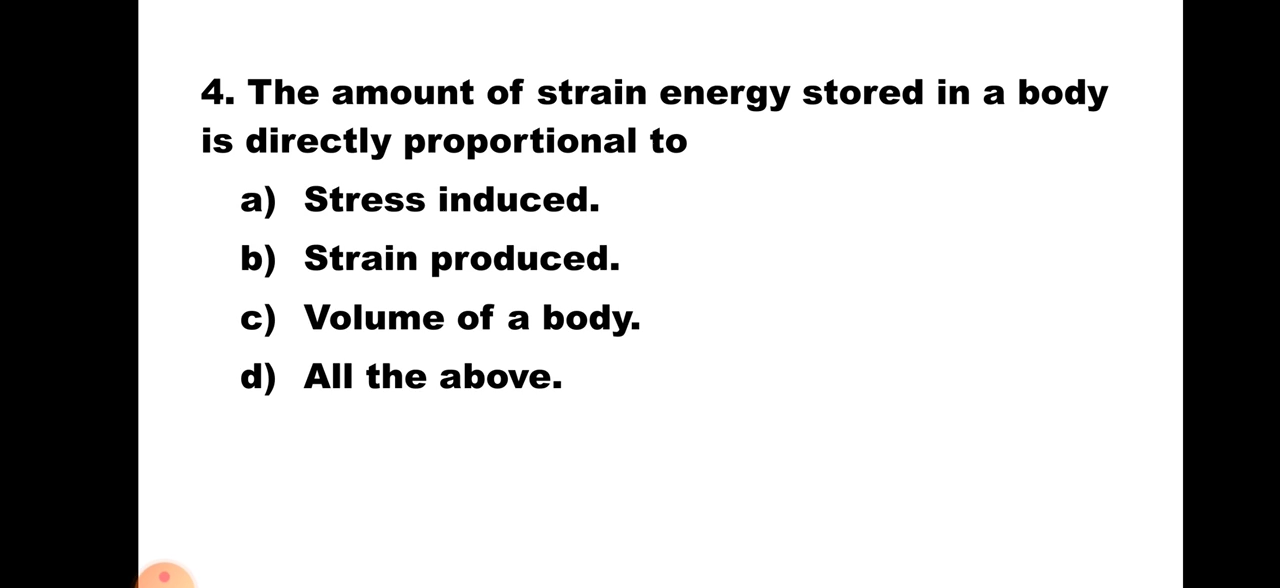 4. The amount of strain energy stored in a body
is directly proportional to
a) Stress induced.
b) Strain produced.
c) Volume of a body.
d) All the above.